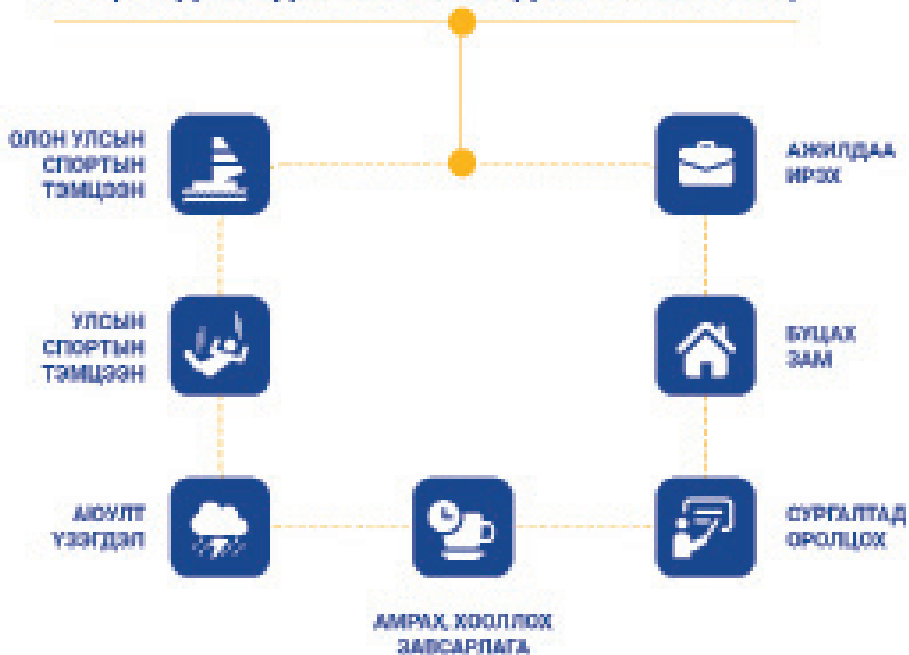 ОЛОН УЛСЫН
СПОРТЫН
ТЭМЦЭЭН
АЖИЛДАА
ИРЭХ
УЛСЫН
СПОРТЫН
ТЭМЦЭЭН
БУЦАХ
ЗАМ
АЮУЛТ
ҮЗЭГДЭЛ
СУРГАЛТАД
ОРОЛЦОХ
АМРАХ, ХООЛЛОХ
ЗАВСАРЛАГА